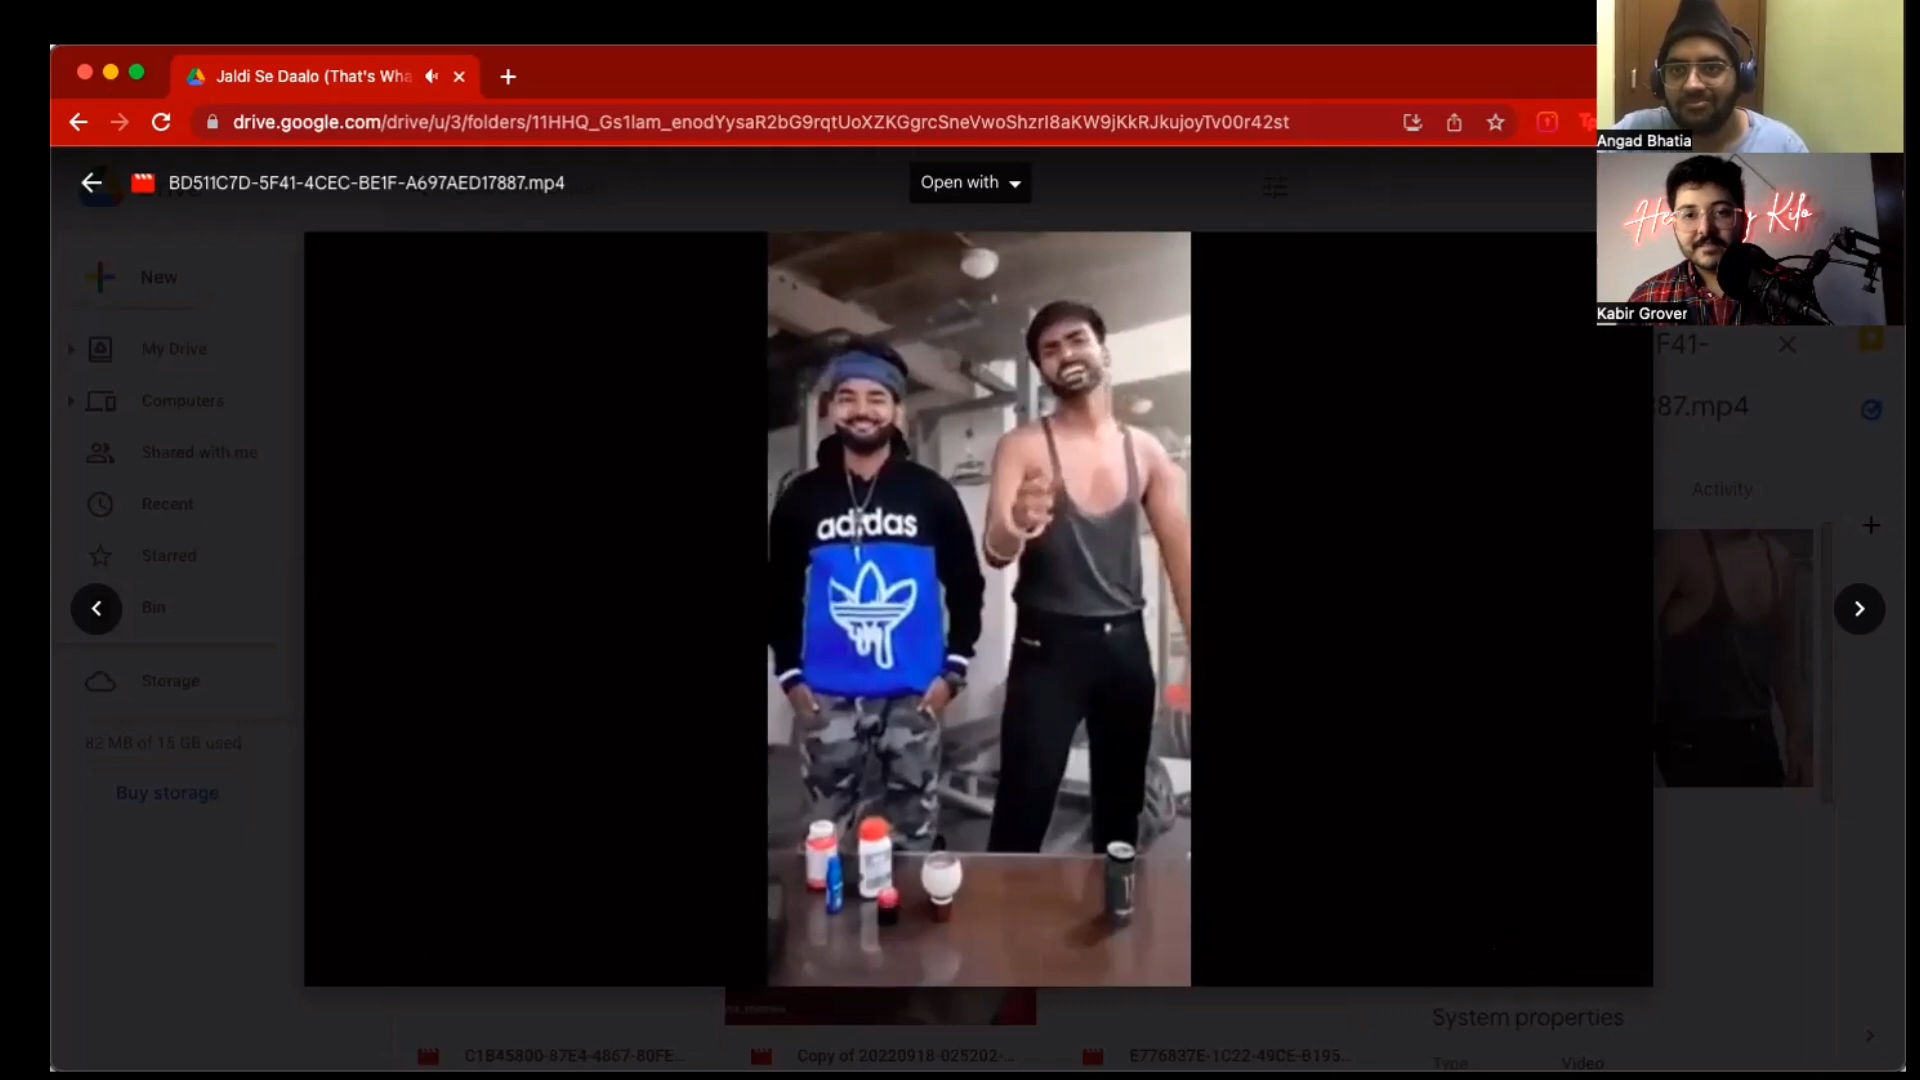 Jaldi Se Daalo (That's Wha
drive.google.com/drive/u/3/folders/11HHQ_Gs1lam_enodYysaR2bG9rqtUoXZKGgrcSneVwoShzrI8aKW9jKkRJkujoyTv00r42st
Angad Bhatia
BD511C7D-5F41-4CEC-BE1F-A697AED17887.mp4
Open with
Kilo
Kabir Grover
New
F41-
My Drive
Computers
87.mp4
Shared with me
Activity
Recent
adidas
Starred
Bin
Storage
82 MB of 15 GB used
Buy storage
System properties
C1B45800-87E4-4867-80FE...
Copy of 20220918-025202-...
E776837E-1C22-49CE-B195...
Type
Video